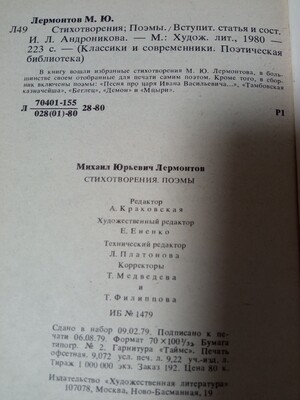 Лермонтов М. Ю.
Л49 Стихотворения; Поэмы./ Вступит. статья и сост.
И. Л. Андроникова. — М.: Худож. лит., 1980 —
223 с. — (Классики и современники. Поэтическая
библиотека)
В книгу вошли избранные стихотворения М. Ю. Лермонтова, в боль-
шинстве своем отобранные для печати самим поэтом. Кроме того, в сбор-
ник включены поэмы: «Песня про царя Ивана Васильевича...», «Тамбовская
казначейша», «Беглец», «Демон» и «Мцыри».
Л 70401-155
028(01)-80 28-80 Р1
Михаил Юрьевич Лермонтов
СТИХОТВОРЕНИЯ. ПОЭМЫ
Редактор
А. Краковская
Художественный редактор
Е. Ененко
Технический редактор
Л. Платонова
Корректоры
Т. Медведева
и
Т. Филиппова
ИБ № 1479
Сдано в набор 09.02.79. Подписано к пе-
чати 06.08.79. Формат 70 × 100 1/32. Бумага
типогр. № 2. Гарнитура «Таймс». Печать
офсетная. 9,072 усл. печ. л. 9,22 уч.-изд. л.
Тираж 1 000 000 экз. Заказ 192. Цена 80 к.
Издательство «Художественная литература»
107078, Москва, Ново-Басманная, 19